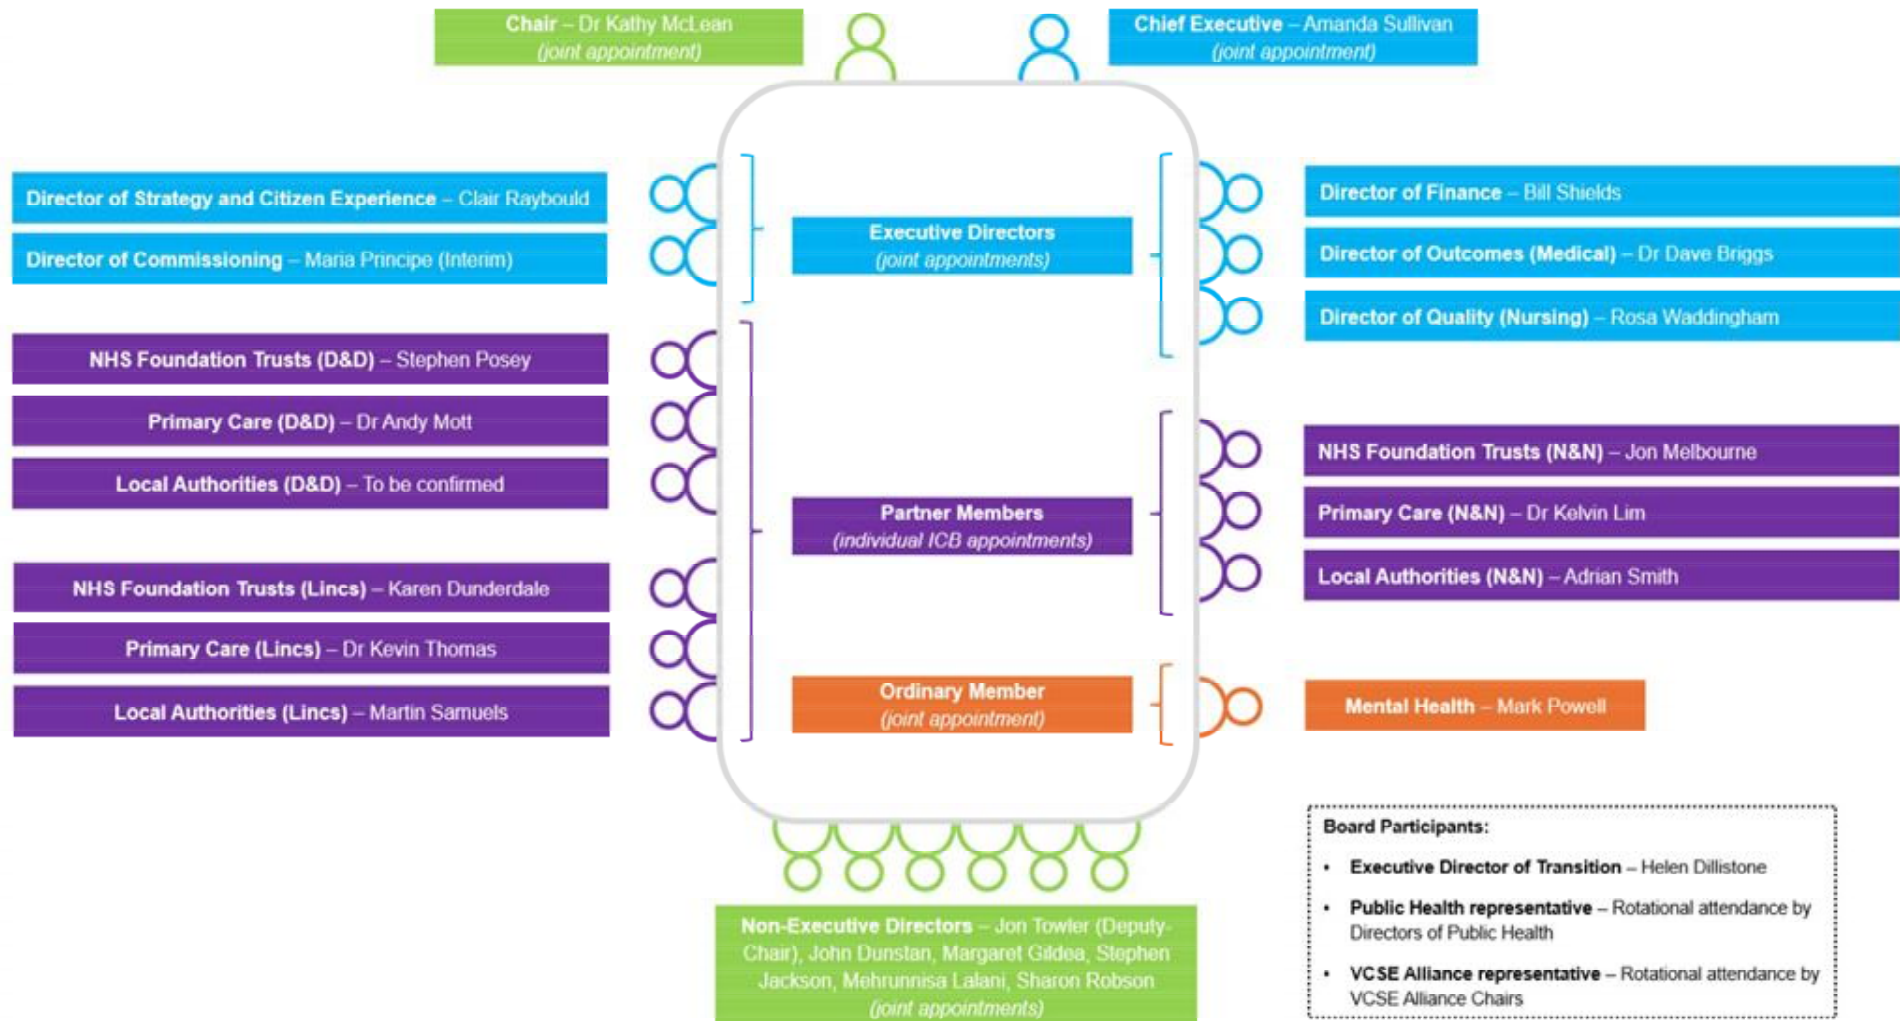 Chair – Dr Kathy McLean
(joint appointment)
Chief Executive – Amanda Sullivan
(joint appointment)
Director of Strategy and Citizen Experience – Clair Raybould
Director of Commissioning – Maria Principe (Interim)
Executive Directors
(joint appointments)
Director of Finance – Bill Shields
Director of Outcomes (Medical) – Dr Dave Briggs
Director of Quality (Nursing) – Rosa Waddingham
NHS Foundation Trusts (D&D) – Stephen Posey
Primary Care (D&D) – Dr Andy Mott
Local Authorities (D&D) – To be confirmed
NHS Foundation Trusts (Lincs) – Karen Dunderdale
Primary Care (Lincs) – Dr Kevin Thomas
Local Authorities (Lincs) – Martin Samuels
Partner Members
(individual ICB appointments)
NHS Foundation Trusts (N&N) – Jon Melbourne
Primary Care (N&N) – Dr Kelvin Lim
Local Authorities (N&N) – Adrian Smith
Ordinary Member
(joint appointment)
Mental Health – Mark Powell
Non-Executive Directors – Jon Towler (Deputy-
Chair), John Dunstan, Margaret Gildea, Stephen
Jackson, Mehrunnisa Lalani, Sharon Robson
(joint appointments)
Board Participants:
• Executive Director of Transition – Helen Dillistone
• Public Health representative – Rotational attendance by
Directors of Public Health
• VCSE Alliance representative – Rotational attendance by
VCSE Alliance Chairs